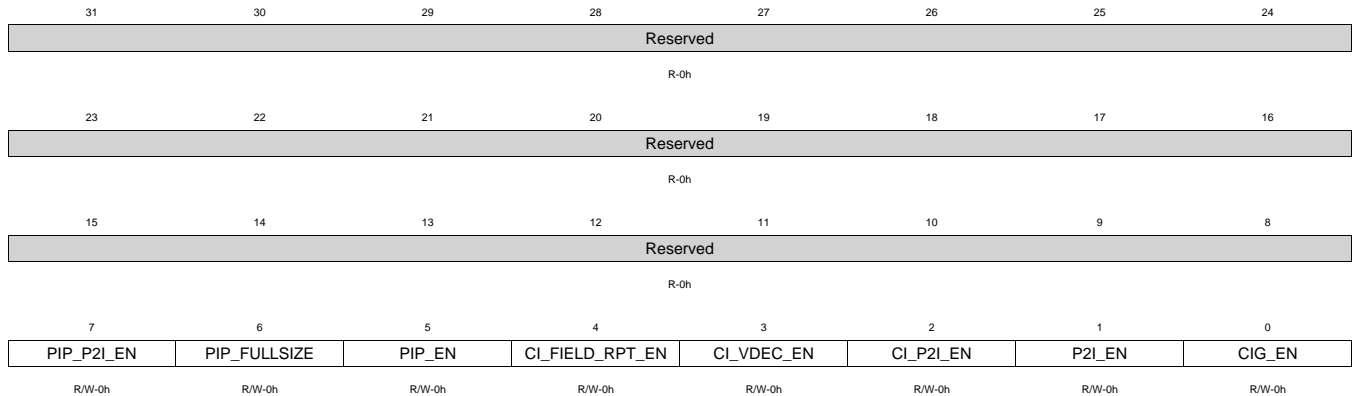 31 30 29 28 27 26 25 24
Reserved
R-0h
23 22 21 20 19 18 17 16
Reserved
R-0h
15 14 13 12 11 10 9 8
Reserved
R-0h
7 6 5 4 3 2 1 0
PIP_P2I_EN PIP_FULLSIZE PIP_EN CI_FIELD_RPT_EN CI_VDEC_EN CI_P2I_EN P2I_EN CIG_EN
R/W-0h R/W-0h R/W-0h R/W-0h R/W-0h R/W-0h R/W-0h R/W-0h